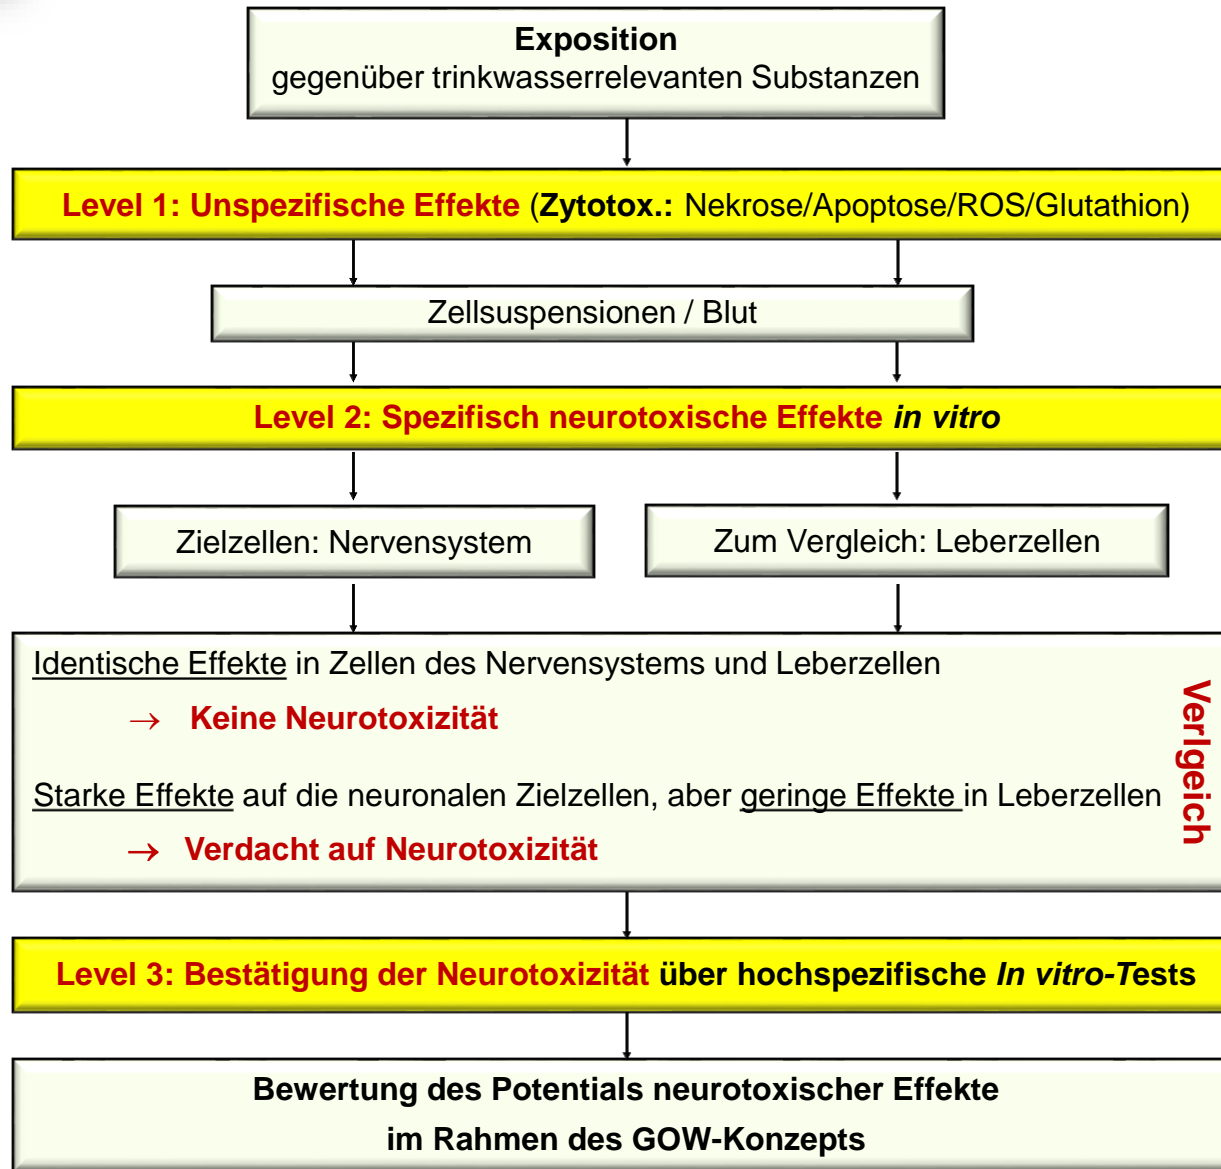 Exposition
gegenüber trinkwasserrelevanten Substanzen
Level 1: Unspezifische Effekte (Zytotox.: Nekrose/Apoptose/ROS/Glutathion)
Zellsuspensionen / Blut
Level 2: Spezifisch neurotoxische Effekte in vitro
Zielzellen: Nervensystem
Zum Vergleich: Leberzellen
Identische Effekte in Zellen des Nervensystems und Leberzellen
→ Keine Neurotoxizität
Starke Effekte auf die neuronalen Zielzellen, aber geringe Effekte in Leberzellen
→ Verdacht auf Neurotoxizität
Verlgeich
Level 3: Bestätigung der Neurotoxizität über hochspezifische In vitro-Tests
Bewertung des Potentials neurotoxischer Effekte
im Rahmen des GOW-Konzepts